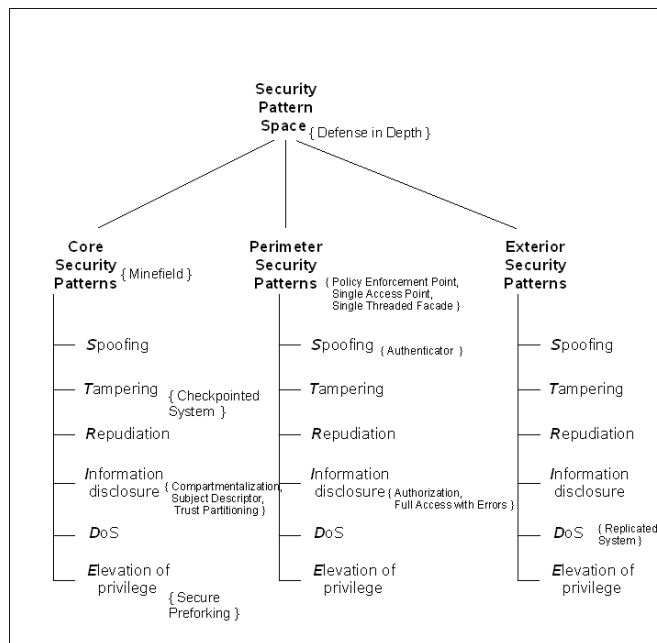 Security
Pattern
Space { Defense in Depth }
Core
Security
Patterns { Minefield }
Spoofing
Tampering { Checkpointed
System }
Repudiation
Information
disclosure { Compartmentalization,
Subject Descriptor,
Trust Partitioning }
DoS
Elevation of
privilege { Secure
Preforking }
Perimeter
Security
Patterns { Policy Enforcement Point,
Single Access Point,
Single Threaded Facade }
Spoofing { Authenticator }
Tampering
Repudiation
Information
disclosure { Authorization,
Full Access with Errors }
DoS
Elevation of
privilege
Exterior
Security
Patterns
Spoofing
Tampering
Repudiation
Information
disclosure
DoS { Replicated
System }
Elevation of
privilege